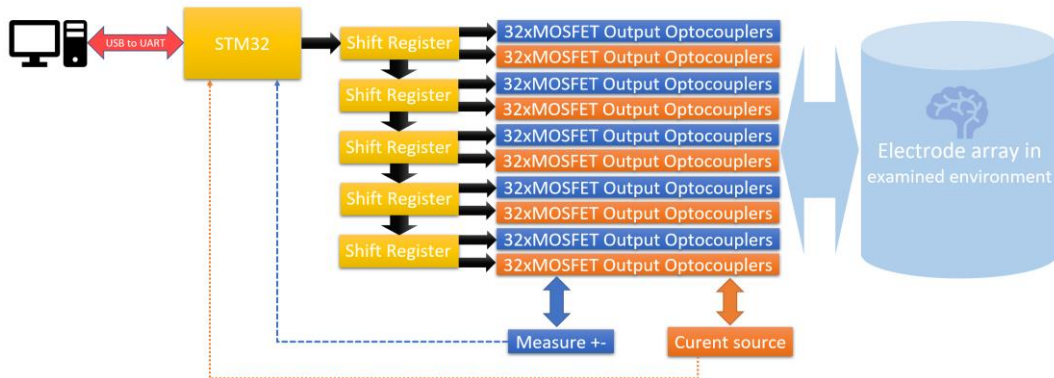 USB to UART
STM32
Shift Register
32xMOSFET Output Optocouplers
32xMOSFET Output Optocouplers
Shift Register
32xMOSFET Output Optocouplers
32xMOSFET Output Optocouplers
Shift Register
32xMOSFET Output Optocouplers
32xMOSFET Output Optocouplers
Shift Register
32xMOSFET Output Optocouplers
32xMOSFET Output Optocouplers
Shift Register
32xMOSFET Output Optocouplers
32xMOSFET Output Optocouplers
Electrode array in
examined environment
Measure +-
Curent source